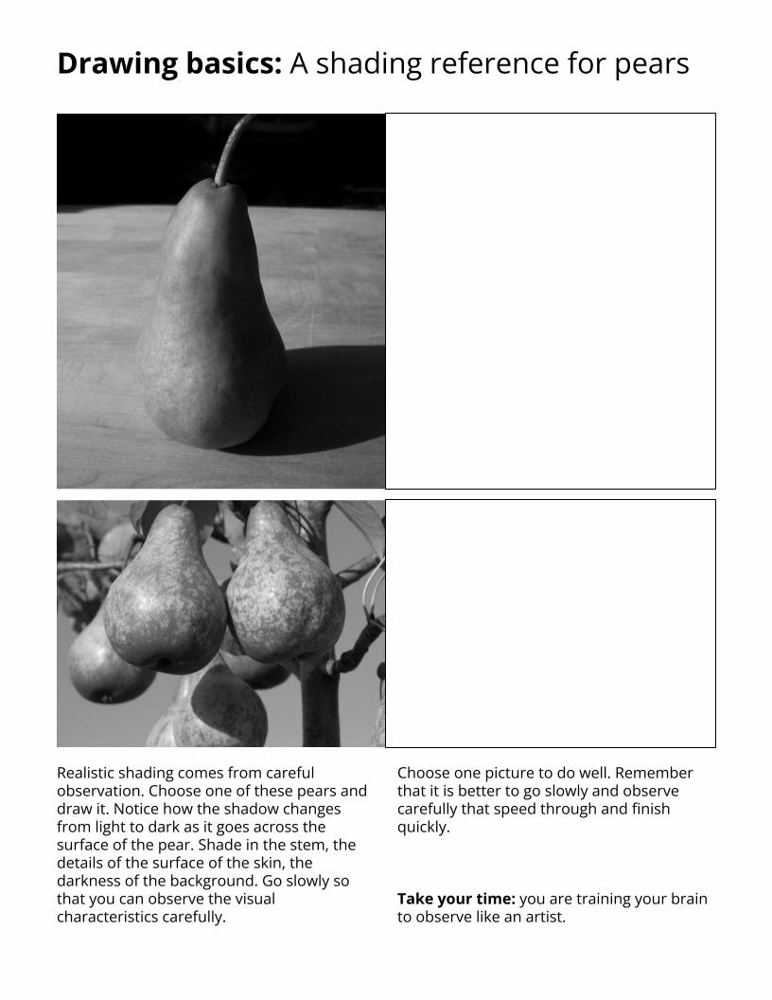 Drawing basics: A shading reference for pears
Realistic shading comes from careful
observation. Choose one of these pears and
draw it. Notice how the shadow changes
from light to dark as it goes across the
surface of the pear. Shade in the stem, the
details of the surface of the skin, the
darkness of the background. Go slowly so
that you can observe the visual
characteristics carefully.
Choose one picture to do well. Remember
that it is better to go slowly and observe
carefully that speed through and finish
quickly.
Take your time: you are training your brain
to observe like an artist.